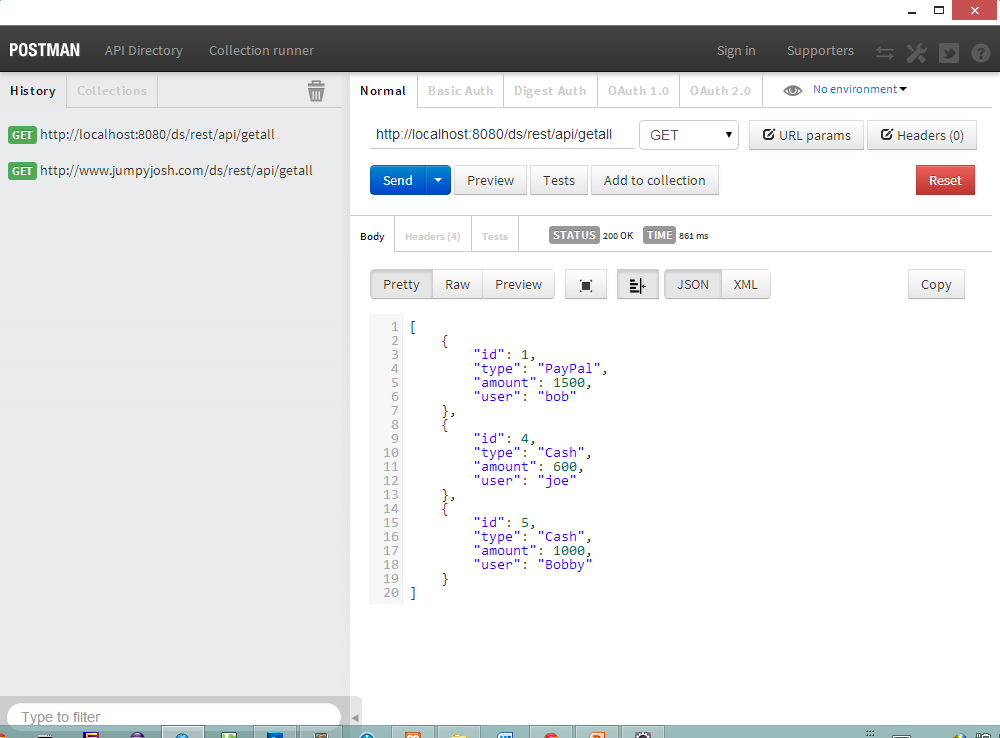 POSTMAN API Directory Collection runner Sign in Supporters
History Collections
GET http://localhost:8080/ds/rest/api/getall
GET http://www.jumpyjosh.com/ds/rest/api/getall
Type to filter
Normal Basic Auth Digest Auth OAuth 1.0 OAuth 2.0 No environment
http://localhost:8080/ds/rest/api/getall GET URL params Headers (0)
Send Preview Tests Add to collection Reset
Body Headers (4) Tests STATUS 200 OK TIME 861 ms
Pretty Raw Preview JSON XML Copy
1 [
2 {
3 "id": 1,
4 "type": "PayPal",
5 "amount": 1500,
6 "user": "bob"
7 },
8 {
9 "id": 4,
10 "type": "Cash",
11 "amount": 600,
12 "user": "joe"
13 },
14 {
15 "id": 5,
16 "type": "Cash",
17 "amount": 1000,
18 "user": "Bobby"
19 }
20 ]